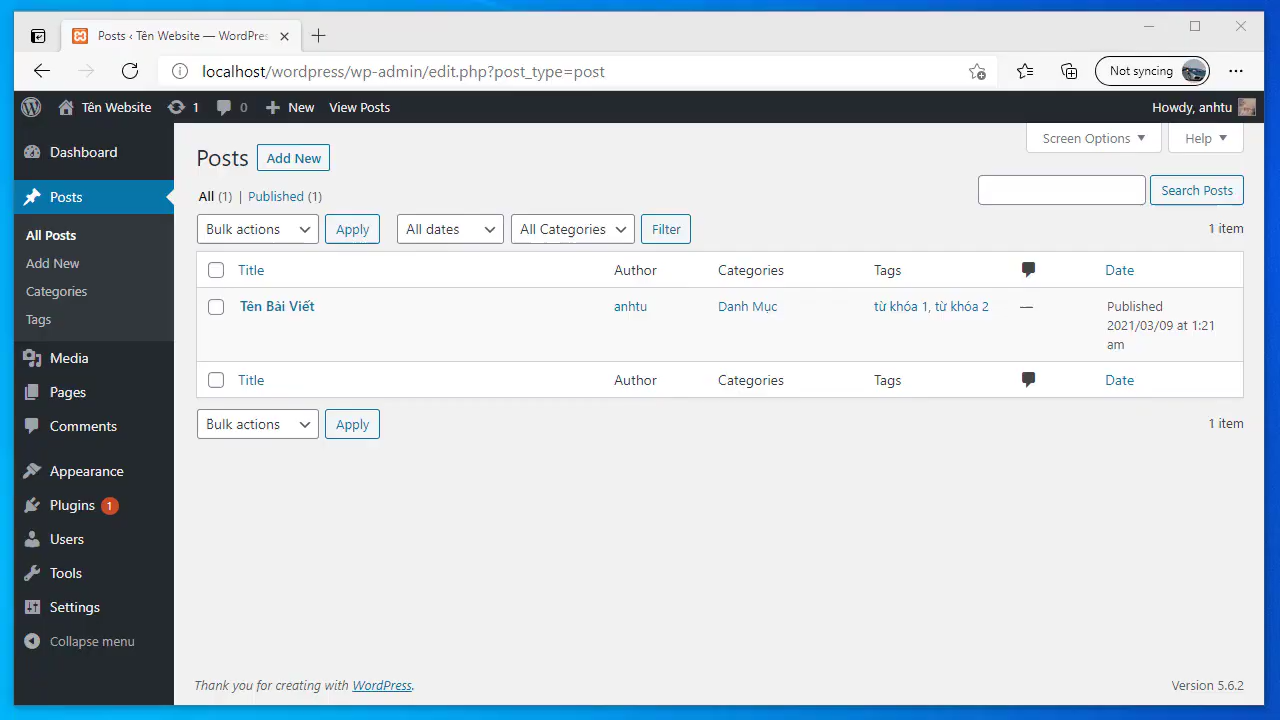 Posts ‹ Tên Website — WordPres
localhost/wordpress/wp-admin/edit.php?post_type=post
Not syncing
Tên Website 1 0 New View Posts Howdy, anhtu
Dashboard
Posts
All Posts
Add New
Categories
Tags
Media
Pages
Comments
Appearance
Plugins 1
Users
Tools
Settings
Collapse menu
Screen Options Help
Posts Add New
All (1) | Published (1)
Search Posts
Bulk actions Apply All dates All Categories Filter 1 item
Title Author Categories Tags Date
Tên Bài Viết anhtu Danh Mục từ khóa 1, từ khóa 2 — Published
2021/03/09 at 1:21
am
Title Author Categories Tags Date
Bulk actions Apply 1 item
Thank you for creating with WordPress. Version 5.6.2